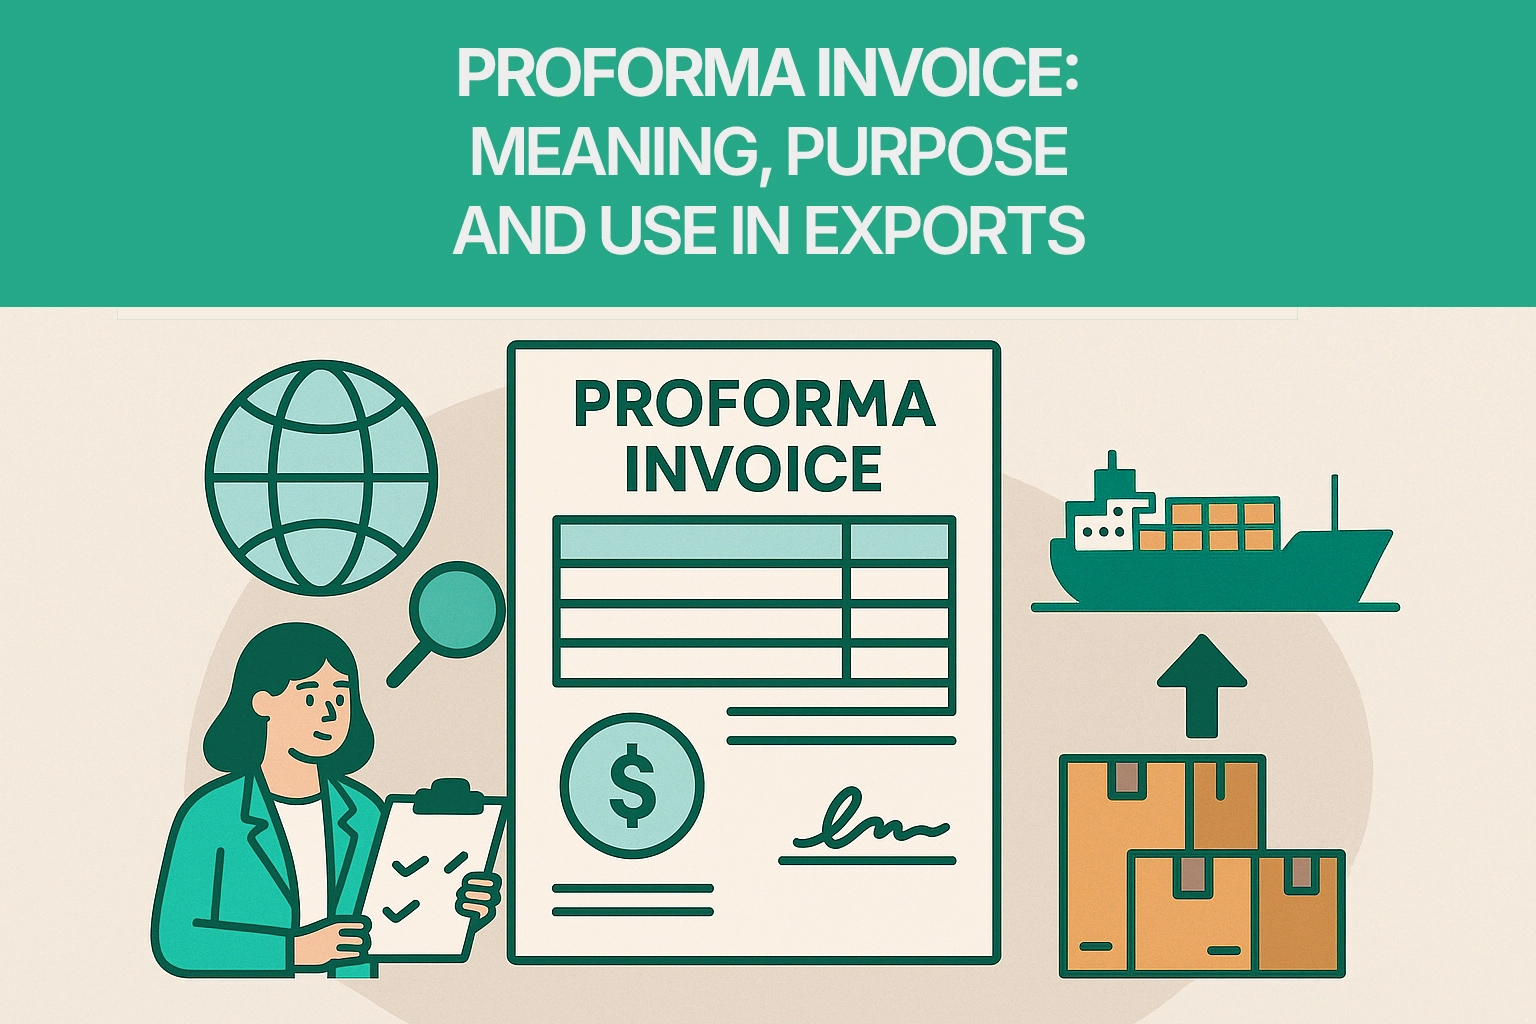 PROFORMA INVOICE:
MEANING, PURPOSE
AND USE IN EXPORTS
PROFORMA
INVOICE
$